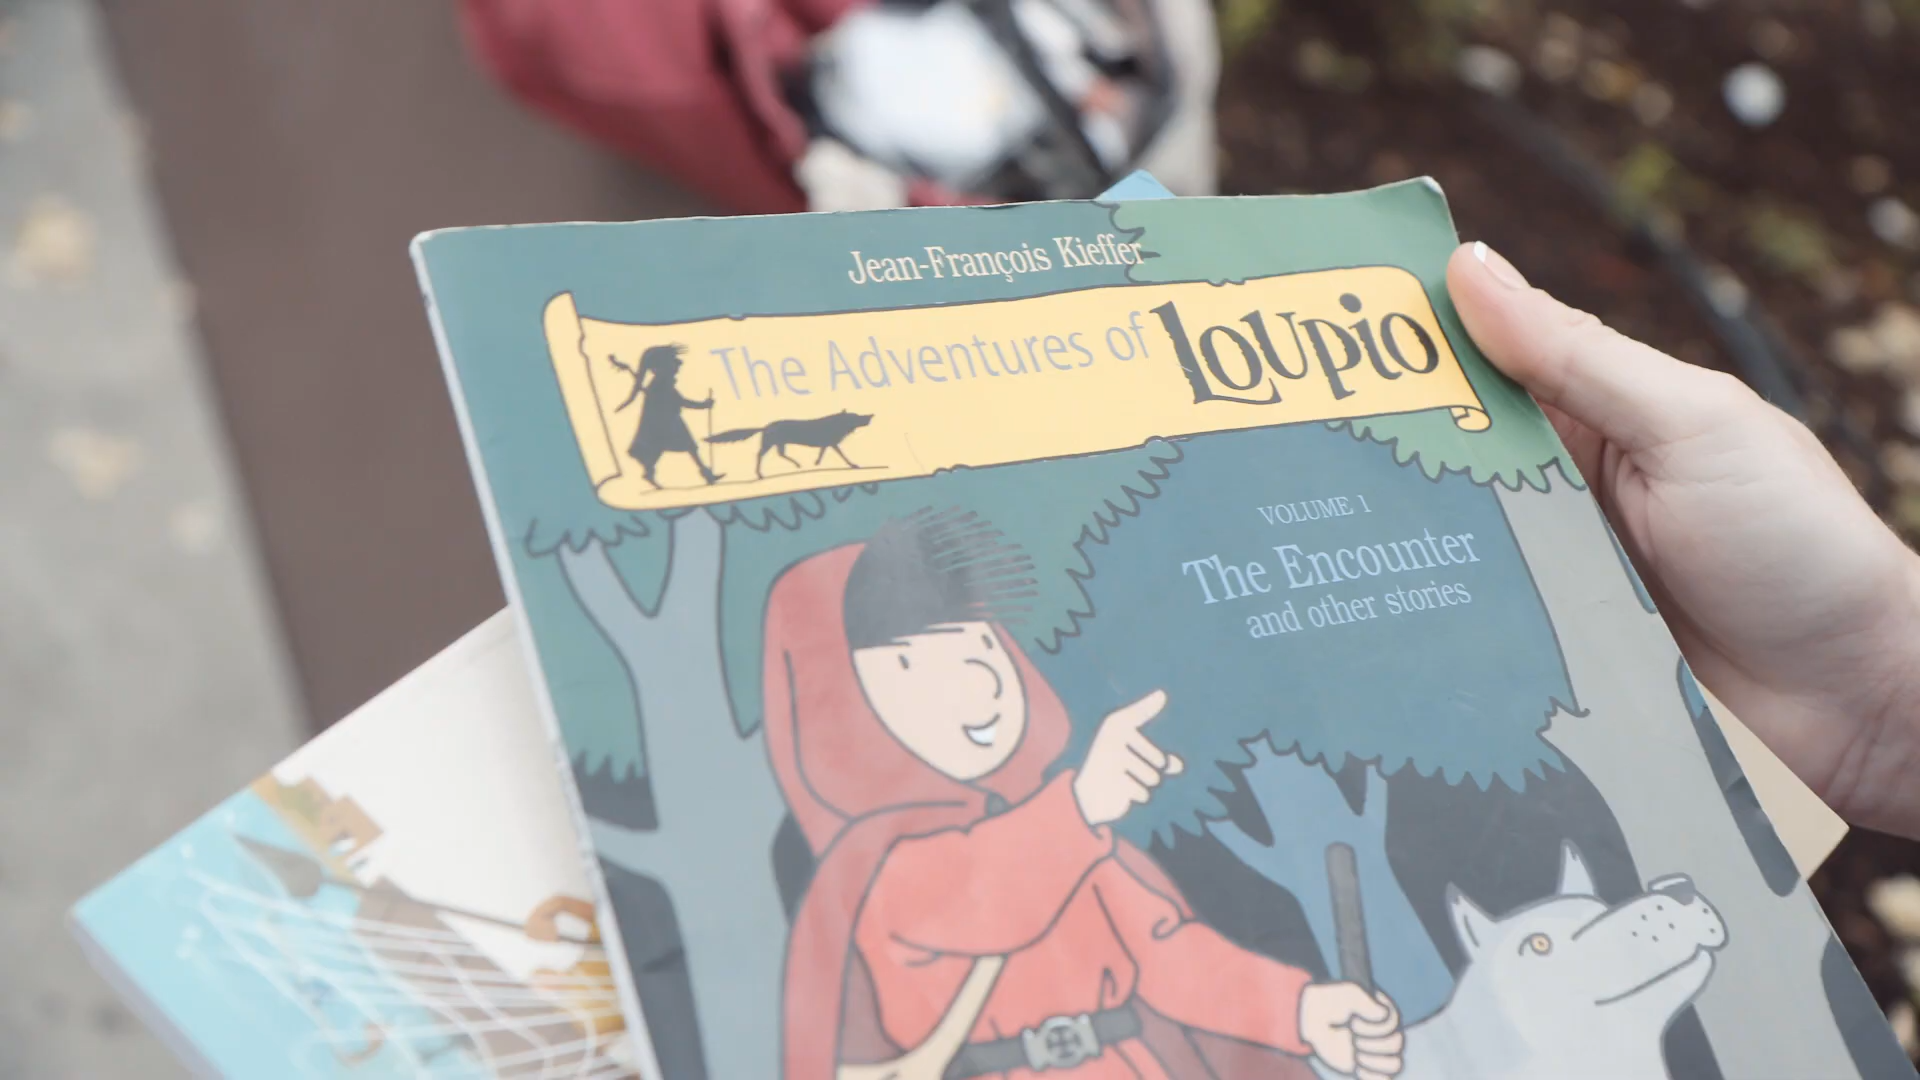 Jean-François Kieffer
The Adventures of Loupio
VOLUME 1
The Encounter
and other stories